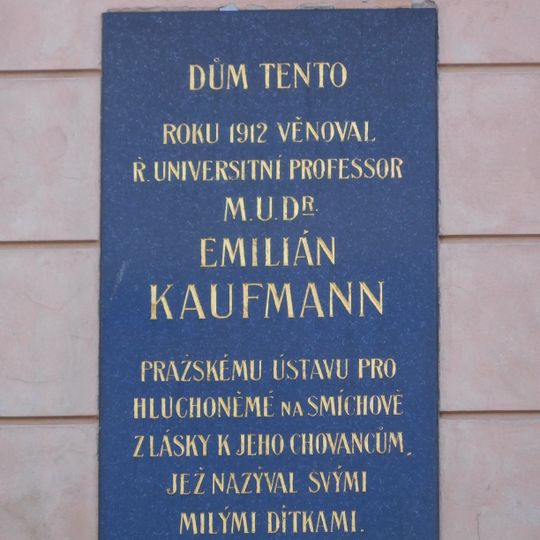 DŮM TENTO
ROKU 1912 VĚNOVAL
Ř. UNIVERSITNÍ PROFESSOR
M.U.DR.
EMILIÁN
KAUFMANN
PRAŽSKÉMU ÚSTAVU PRO
HLUCHONĚMÉ NA SMÍCHOVĚ
Z LÁSKY K JEHO CHOVANCŮM,
JEŽ NAZÝVAL SVÝMI
MILÝMI DÍTKAMI.